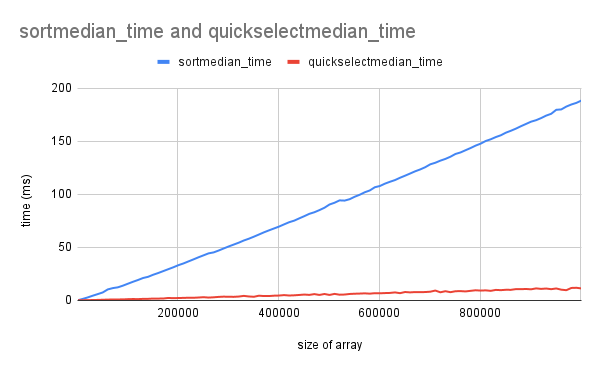 sortmedian_time and quickselectmedian_time
sortmedian_time quickselectmedian_time
200
150
100
50
0
200000 400000 600000 800000
time (ms)
size of array